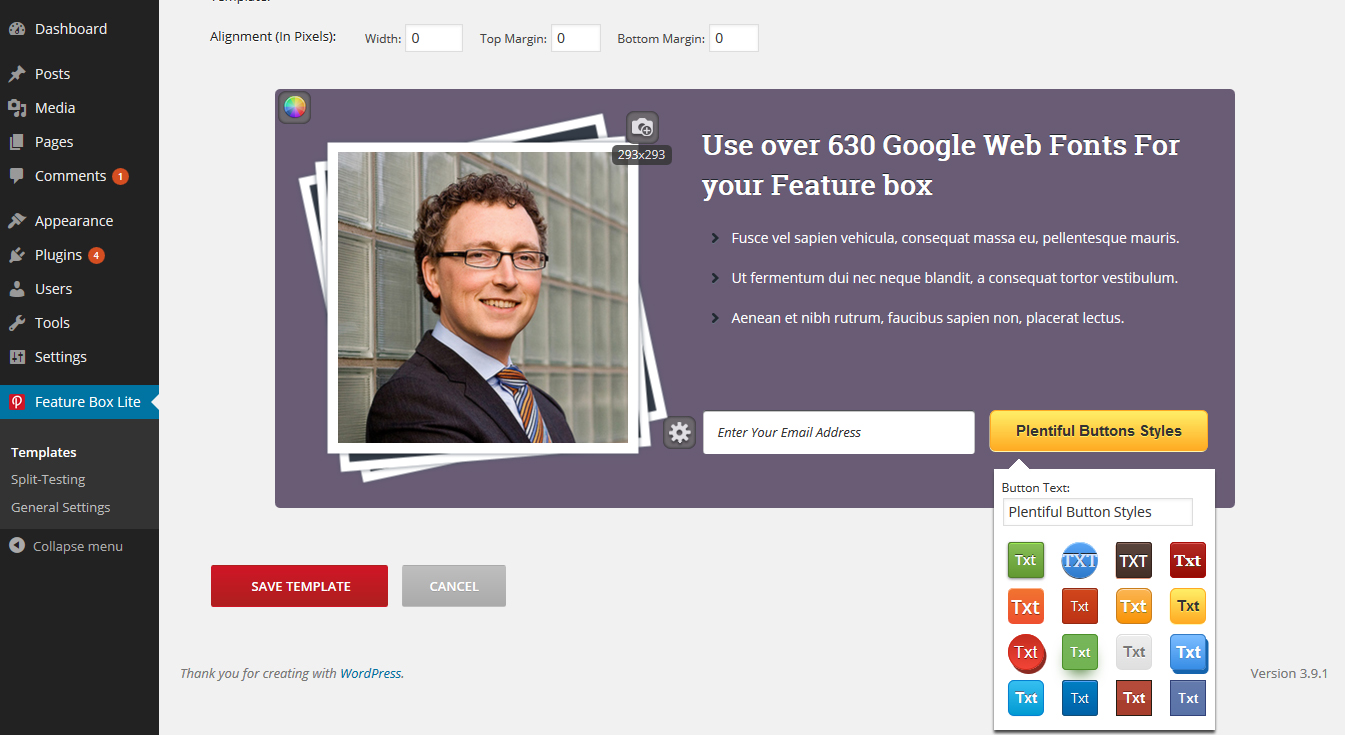 Dashboard
Posts
Media
Pages
Comments 1
Appearance
Plugins 4
Users
Tools
Settings
Feature Box Lite
Templates
Split-Testing
General Settings
Collapse menu
Alignment (In Pixels): Width: 0 Top Margin: 0 Bottom Margin: 0
293x293
Use over 630 Google Web Fonts For
your Feature box
Fusce vel sapien vehicula, consequat massa eu, pellentesque mauris.
Ut fermentum dui nec neque blandit, a consequat tortor vestibulum.
Aenean et nibh rutrum, faucibus sapien non, placerat lectus.
Enter Your Email Address
Plentiful Buttons Styles
Button Text:
Plentiful Button Styles
Txt TXT TXT Txt
Txt Txt Txt Txt
Txt Txt Txt Txt
Txt Txt Txt Txt
SAVE TEMPLATE CANCEL
Thank you for creating with WordPress.
Version 3.9.1